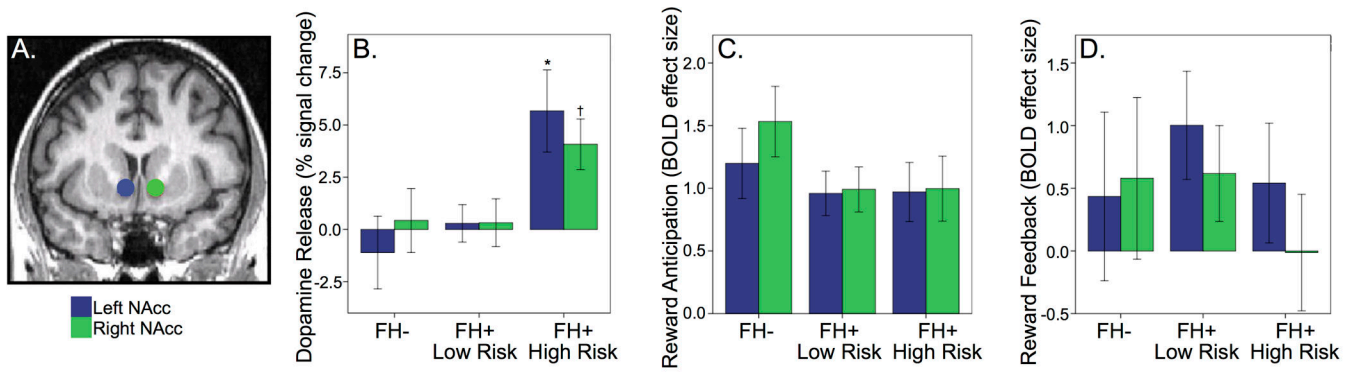 A.
Left NAcc
Right NAcc
B.
Dopamine Release (% signal change)
7.5
5.0
2.5
0.0
-2.5
*
†
FH-
FH+
Low Risk
FH+
High Risk
C.
Reward Anticipation (BOLD effect size)
2.0
1.5
1.0
0.5
0.0
FH-
FH+
Low Risk
FH+
High Risk
D.
Reward Feedback (BOLD effect size)
1.5
1.0
0.5
0.0
-0.5
FH-
FH+
Low Risk
FH+
High Risk